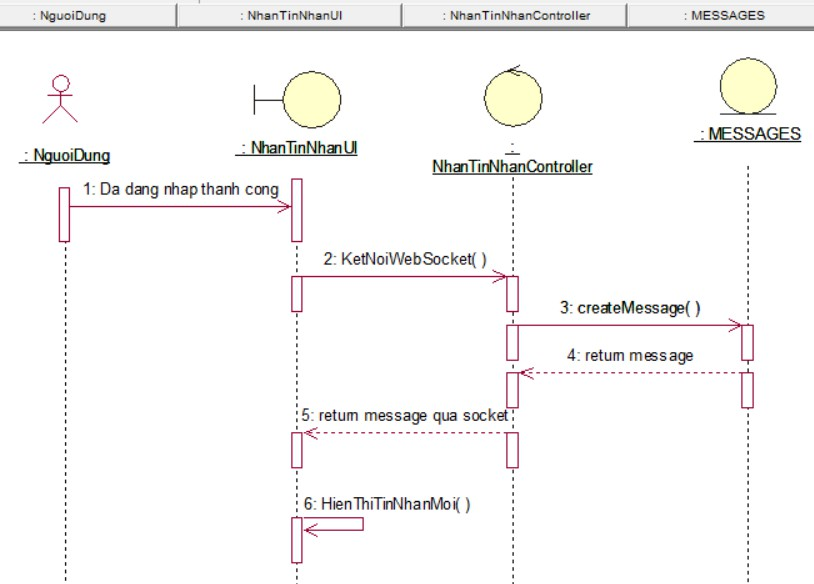 : NguoiDung
: NhanTinNhanUI
: NhanTinNhanController
: MESSAGES
: NguoiDung
: NhanTinNhanUI
:
NhanTinNhanController
: MESSAGES
1: Da dang nhap thanh cong
2: KetNoiWebSocket( )
3: createMessage( )
4: return message
5: return message qua socket
6: HienThiTinNhanMoi( )